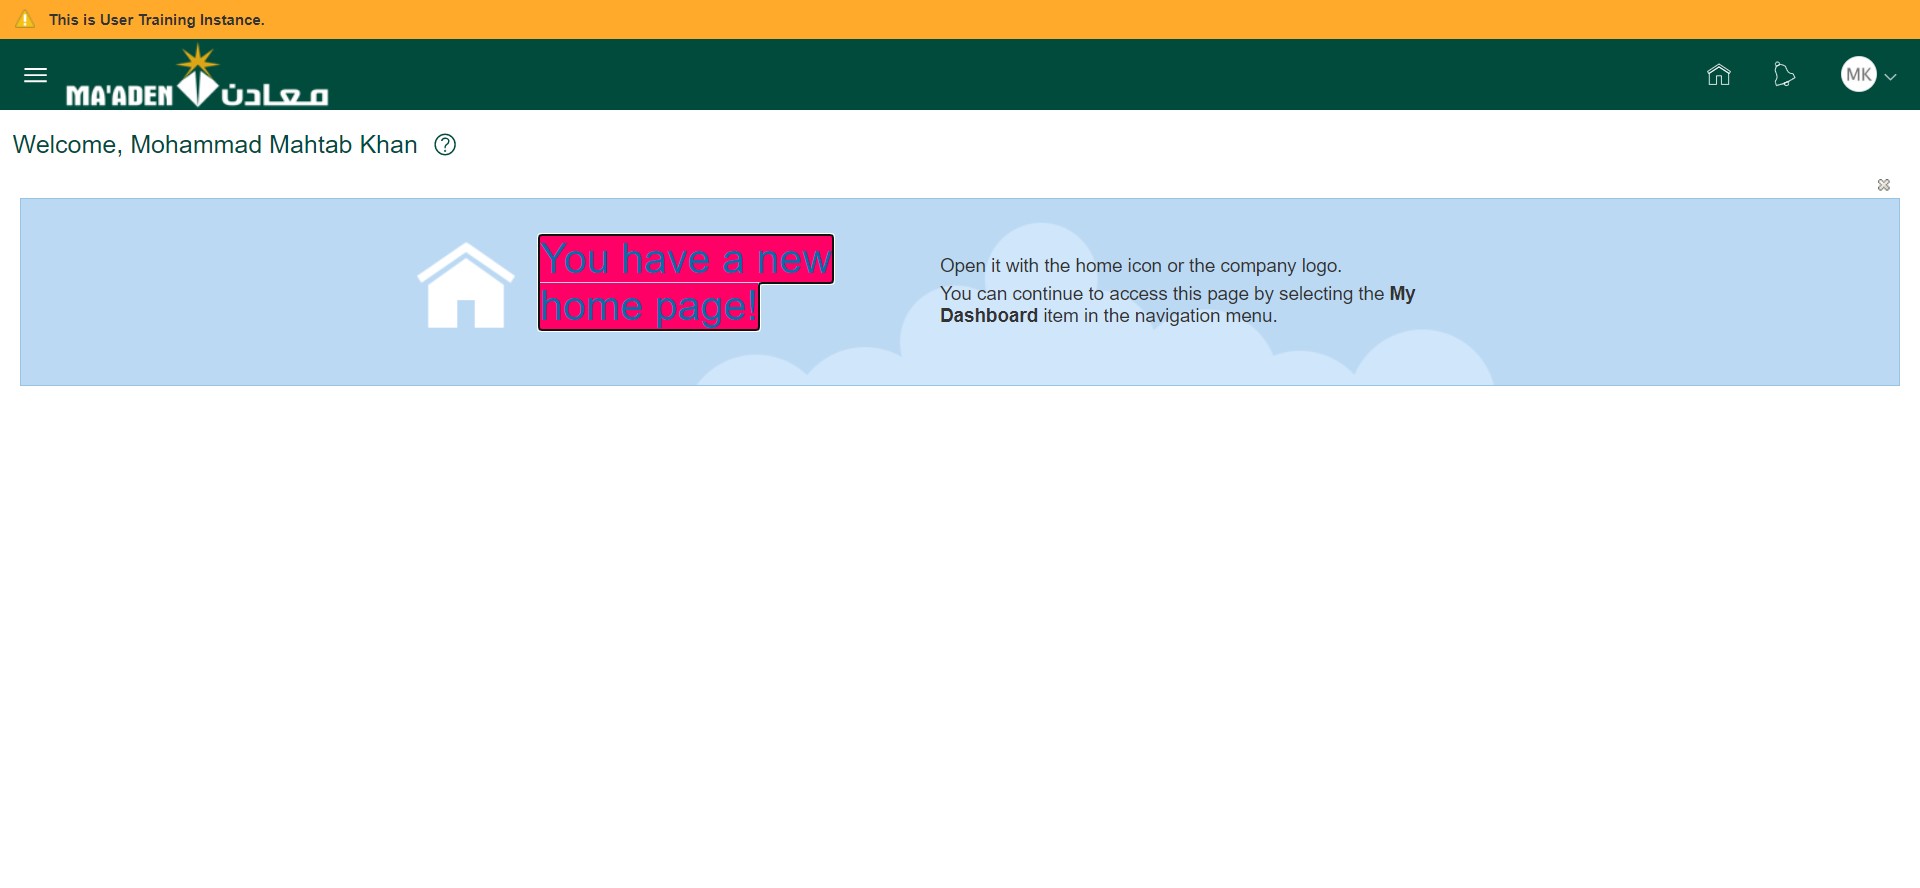 This is User Training Instance.
MA'ADEN معادن
MK
Welcome, Mohammad Mahtab Khan
You have a new
home page!
Open it with the home icon or the company logo.
You can continue to access this page by selecting the My
Dashboard item in the navigation menu.